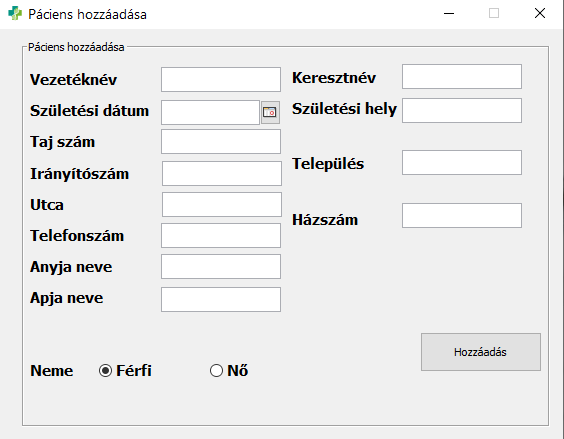 Páciens hozzáadása
Páciens hozzáadása
Vezetéknév
Keresztnév
Születési dátum
Születési hely
Taj szám
Irányítószám
Település
Utca
Házszám
Telefonszám
Anyja neve
Apja neve
Hozzáadás
Neme Férfi Nő